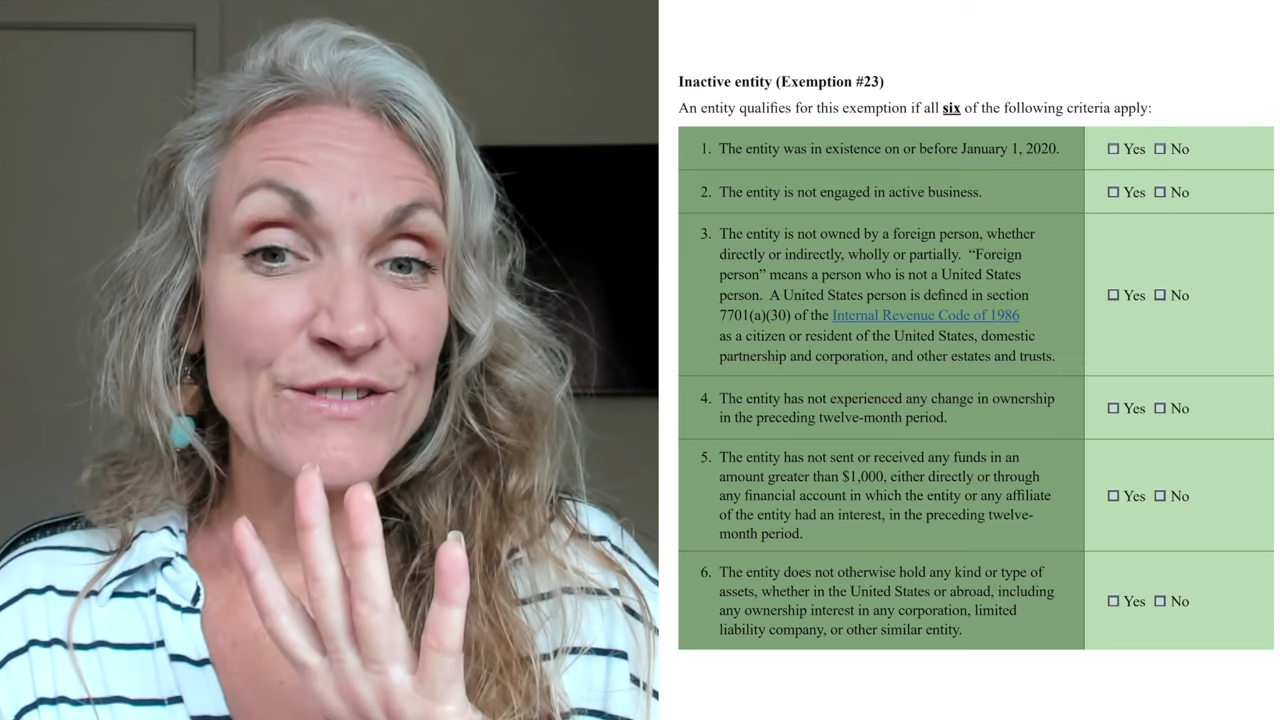 Inactive entity (Exemption #23)
An entity qualifies for this exemption if all six of the following criteria apply:
1. The entity was in existence on or before January 1, 2020.
☐ Yes ☐ No
2. The entity is not engaged in active business.
☐ Yes ☐ No
3. The entity is not owned by a foreign person, whether
directly or indirectly, wholly or partially. “Foreign
person” means a person who is not a United States
person. A United States person is defined in section
7701(a)(30) of the Internal Revenue Code of 1986
as a citizen or resident of the United States, domestic
partnership and corporation, and other estates and trusts.
☐ Yes ☐ No
4. The entity has not experienced any change in ownership
in the preceding twelve-month period.
☐ Yes ☐ No
5. The entity has not sent or received any funds in an
amount greater than $1,000, either directly or through
any financial account in which the entity or any affiliate
of the entity had an interest, in the preceding twelve-
month period.
☐ Yes ☐ No
6. The entity does not otherwise hold any kind or type of
assets, whether in the United States or abroad, including
any ownership interest in any corporation, limited
liability company, or other similar entity.
☐ Yes ☐ No